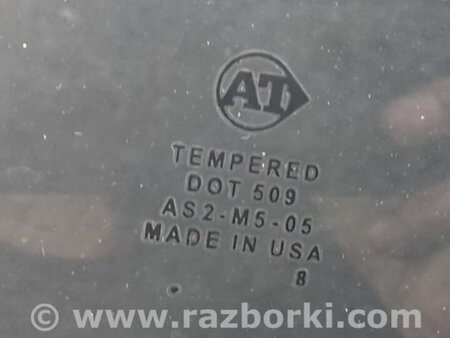 AT
TEMPERED
DOT 509
AS2-M5-05
MADE IN USA
8
© www.razborki.com